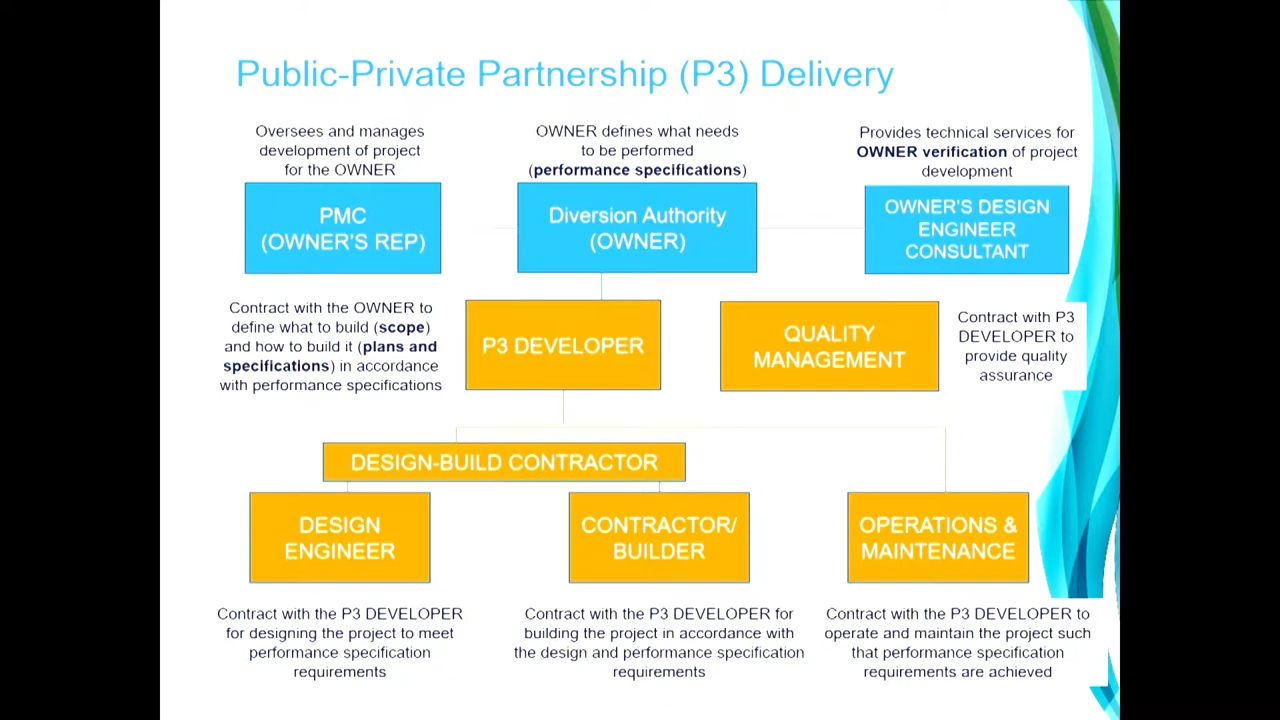 Public-Private Partnership (P3) Delivery
Oversees and manages
development of project
for the OWNER
OWNER defines what needs
to be performed
(performance specifications)
Provides technical services for
OWNER verification of project
development
PMC
(OWNER'S REP)
Diversion Authority
(OWNER)
OWNER'S DESIGN
ENGINEER
CONSULTANT
Contract with the OWNER to
define what to build (scope)
and how to build it (plans and
specifications) in accordance
with performance specifications
P3 DEVELOPER
QUALITY
MANAGEMENT
Contract with P3
DEVELOPER to
provide quality
assurance
DESIGN-BUILD CONTRACTOR
DESIGN
ENGINEER
CONTRACTOR/
BUILDER
OPERATIONS &
MAINTENANCE
Contract with the P3 DEVELOPER
for designing the project to meet
performance specification
requirements
Contract with the P3 DEVELOPER for
building the project in accordance with
the design and performance specification
requirements
Contract with the P3 DEVELOPER to
operate and maintain the project such
that performance specification
requirements are achieved